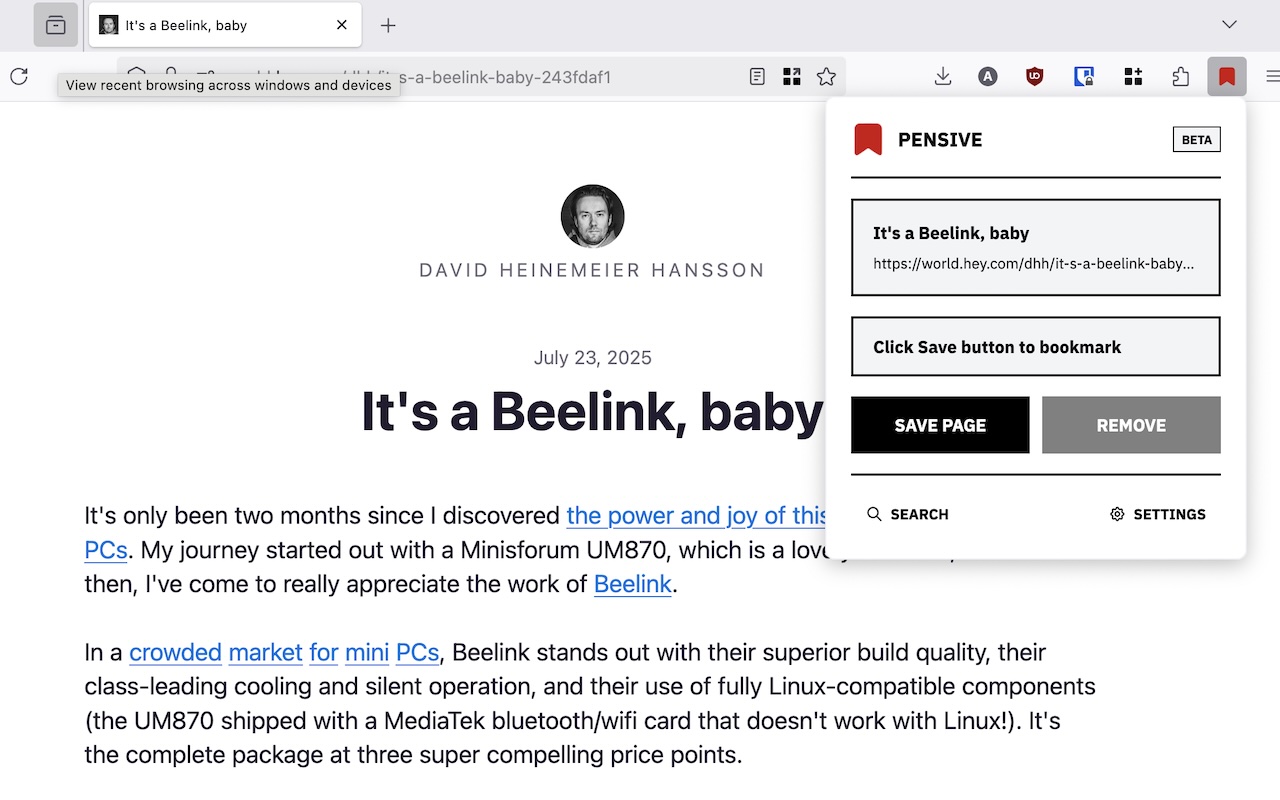 It's a Beelink, baby
s-a-beelink-baby-243fdaf1
View recent browsing across windows and devices
A
PENSIVE
BETA
It's a Beelink, baby
https://world.hey.com/dhh/it-s-a-beelink-baby...
Click Save button to bookmark
SAVE PAGE
REMOVE
SEARCH
SETTINGS
DAVID HEINEMEIER HANSSON
July 23, 2025
It's a Beelink, baby
It's only been two months since I discovered the power and joy of this
PCs. My journey started out with a Minisforum UM870, which is a
then, I've come to really appreciate the work of Beelink.
In a crowded market for mini PCs, Beelink stands out with their superior build quality, their
class-leading cooling and silent operation, and their use of fully Linux-compatible components
(the UM870 shipped with a MediaTek bluetooth/wifi card that doesn't work with Linux!). It's
the complete package at three super compelling price points.